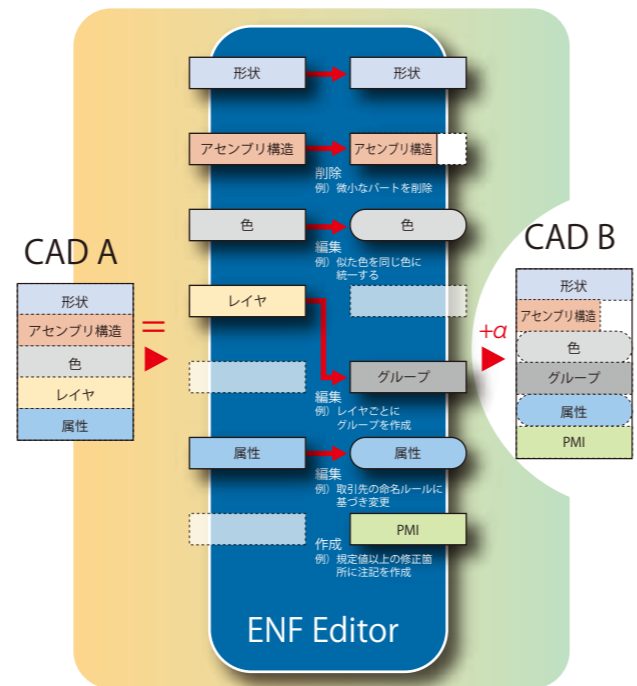 CAD A
形状
アセンブリ構造
色
レイヤ
属性
=
形状
形状
アセンブリ構造
アセンブリ構造
削除
例）微小なパートを削除
色
色
編集
例）似た色を同じ色に
統一する
レイヤ
グループ
編集
例）レイヤごとに
グループを作成
属性
属性
編集
例）取引先の命名ルールに
基づき変更
PMI
作成
例）規定値以上の修正箇
所に注記を作成
ENF Editor
+α
CAD B
形状
アセンブリ構造
色
グループ
属性
PMI